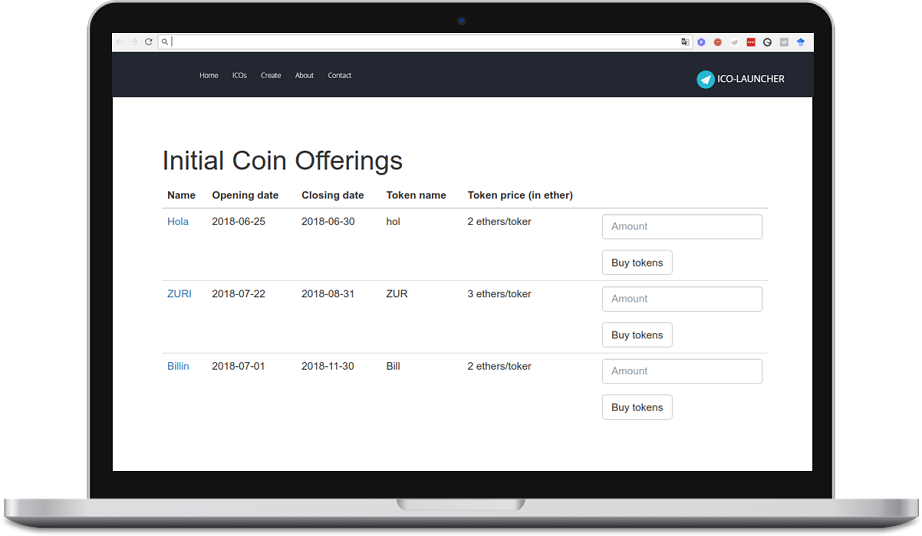 Home ICOs Create About Contact ICO-LAUNCHER
Initial Coin Offerings
Name Opening date Closing date Token name Token price (in ether)
Hola 2018-06-25 2018-06-30 hol 2 ethers/toker Amount
Buy tokens
ZURI 2018-07-22 2018-08-31 ZUR 3 ethers/toker Amount
Buy tokens
Billin 2018-07-01 2018-11-30 Bill 2 ethers/toker Amount
Buy tokens